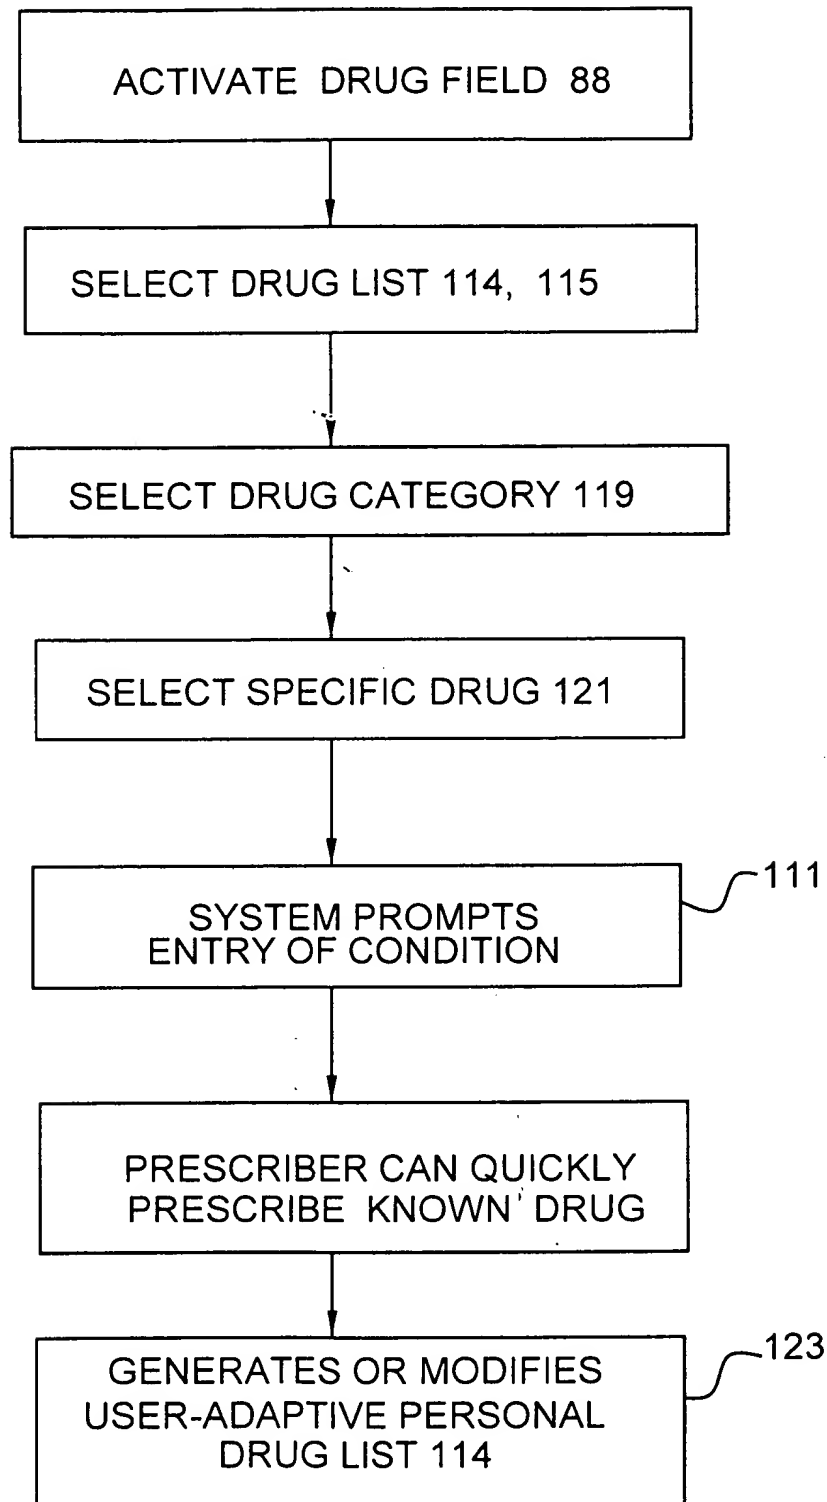 ACTIVATE DRUG FIELD 88
SELECT DRUG LIST 114, 115
SELECT DRUG CATEGORY 119
SELECT SPECIFIC DRUG 121
111
SYSTEM PROMPTS
ENTRY OF CONDITION
PRESCRIBER CAN QUICKLY
PRESCRIBE KNOWN DRUG
123
GENERATES OR MODIFIES
USER-ADAPTIVE PERSONAL
DRUG LIST 114